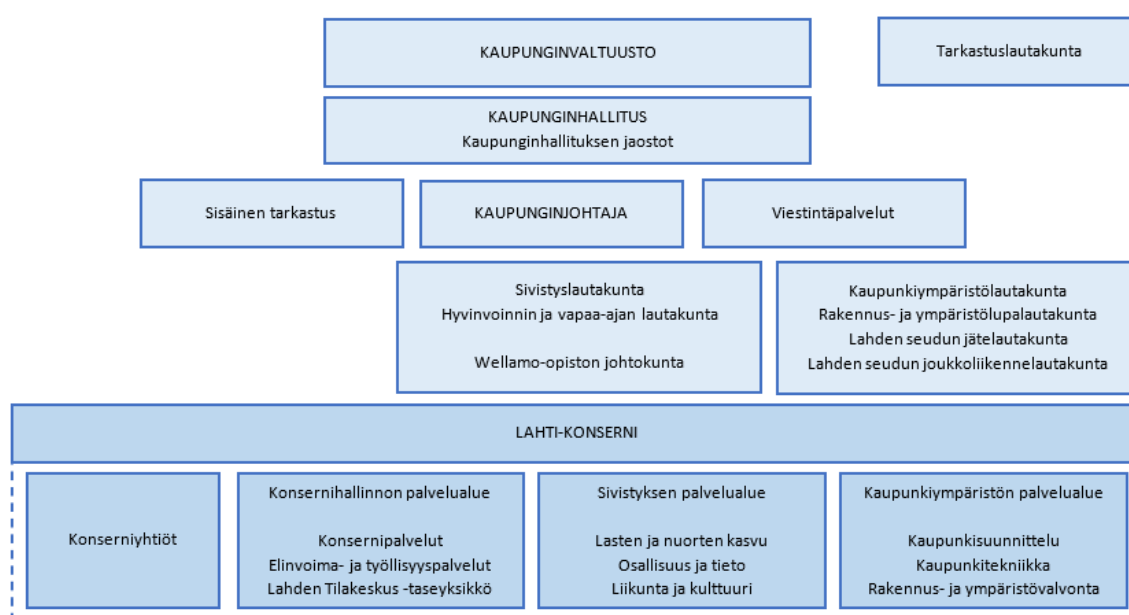 KAUPUNGINVALTUUSTO
Tarkastuslautakunta
KAUPUNGINHALLITUS
Kaupunginhallituksen jaostot
Sisäinen tarkastus
KAUPUNGINJOHTAJA
Viestintäpalvelut
Sivistyslautakunta
Hyvinvoinnin ja vapaa-ajan lautakunta
Wellamo-opiston johtokunta
Kaupunkiympäristölautakunta
Rakennus- ja ympäristölupalautakunta
Lahden seudun jätelautakunta
Lahden seudun joukkoliikennelautakunta
LAHTI-KONSERNI
Konserniyhtiöt
Konsernihallinnon palvelualue
Konsernipalvelut
Elinvoima- ja työllisyyspalvelut
Lahden Tilakeskus -taseyksikkö
Sivistyksen palvelualue
Lasten ja nuorten kasvu
Osallisuus ja tieto
Liikunta ja kulttuuri
Kaupunkiympäristön palvelualue
Kaupunkisuunnittelu
Kaupunkitekniikka
Rakennus- ja ympäristövalvonta